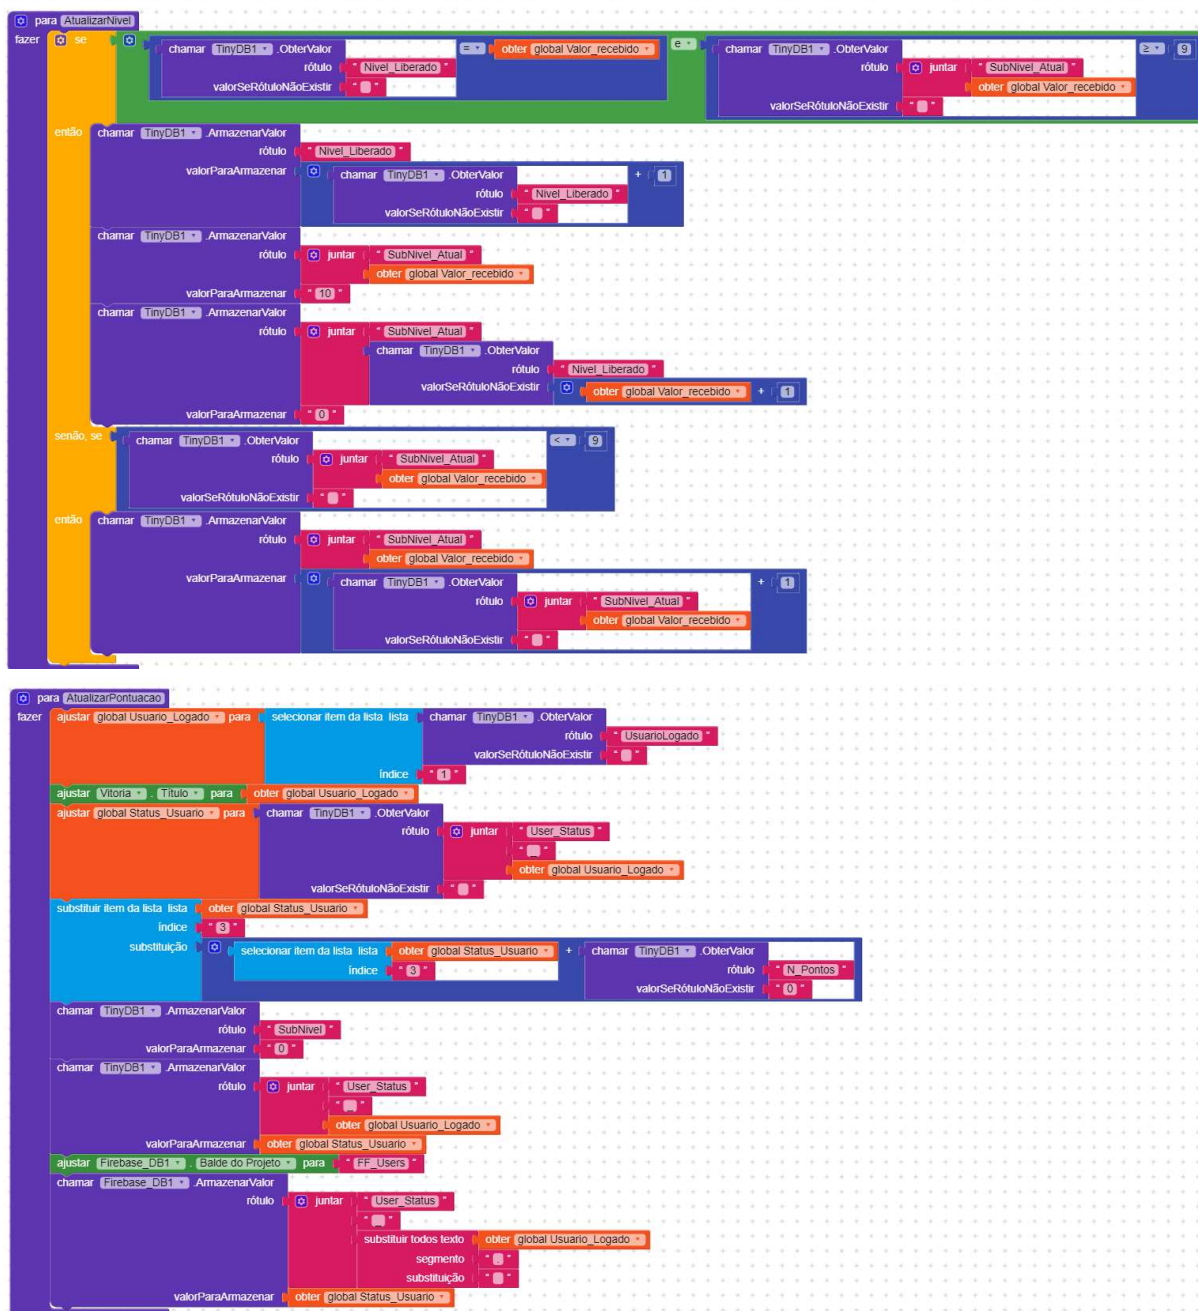 para AtualizarNivel
fazer se chamar TinyDB1 .ObterValor = obter global Valor_recebido e chamar TinyDB1 .ObterValor ≥ 9
rótulo " Nivel_Liberado " rótulo juntar " SubNivel_Atual "
valorSeRótuloNãoExistir " " obter global Valor_recebido
valorSeRótuloNãoExistir " "
então chamar TinyDB1 .ArmazenarValor
rótulo " Nivel_Liberado "
valorParaArmazenar chamar TinyDB1 .ObterValor + 1
rótulo " Nivel_Liberado "
valorSeRótuloNãoExistir " "
chamar TinyDB1 .ArmazenarValor
rótulo juntar " SubNivel_Atual "
obter global Valor_recebido
valorParaArmazenar " 10 "
chamar TinyDB1 .ArmazenarValor
rótulo juntar " SubNivel_Atual "
chamar TinyDB1 .ObterValor
rótulo " Nivel_Liberado "
valorSeRótuloNãoExistir obter global Valor_recebido + 1
valorParaArmazenar " 0 "
senão, se chamar TinyDB1 .ObterValor < 9
rótulo juntar " SubNivel_Atual "
obter global Valor_recebido
valorSeRótuloNãoExistir " "
então chamar TinyDB1 .ArmazenarValor
rótulo juntar " SubNivel_Atual "
obter global Valor_recebido
valorParaArmazenar chamar TinyDB1 .ObterValor + 1
rótulo juntar " SubNivel_Atual "
obter global Valor_recebido
valorSeRótuloNãoExistir " "
para AtualizarPontuacao
fazer ajustar global Usuario_Logado para selecionar item da lista lista chamar TinyDB1 .ObterValor
rótulo " UsuarioLogado "
valorSeRótuloNãoExistir " "
índice " 1 "
ajustar Vitoria . Título para obter global Usuario_Logado
ajustar global Status_Usuario para chamar TinyDB1 .ObterValor
rótulo juntar " User_Status "
" _ "
obter global Usuario_Logado
valorSeRótuloNãoExistir " "
substituir item da lista lista obter global Status_Usuario
índice " 3 "
substituição selecionar item da lista lista obter global Status_Usuario + chamar TinyDB1 .ObterValor
índice " 3 " rótulo " N_Pontos "
valorSeRótuloNãoExistir " 0 "
chamar TinyDB1 .ArmazenarValor
rótulo " SubNivel "
valorParaArmazenar " 0 "
chamar TinyDB1 .ArmazenarValor
rótulo juntar " User_Status "
" _ "
obter global Usuario_Logado
valorParaArmazenar obter global Status_Usuario
ajustar Firebase_DB1 . Balde do Projeto para " FF_Users "
chamar Firebase_DB1 .ArmazenarValor
rótulo juntar " User_Status "
" _ "
substituir todos texto obter global Usuario_Logado
segmento " . "
substituição " "
valorParaArmazenar obter global Status_Usuario